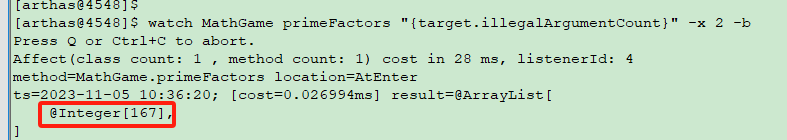 [arthas@4548]$
[arthas@4548]$ watch MathGame primeFactors "{target.illegalArgumentCount}" -x 2 -b
Press Q or Ctrl+C to abort.
Affect(class count: 1 , method count: 1) cost in 28 ms, listenerId: 4
method=MathGame.primeFactors location=AtEnter
ts=2023-11-05 10:36:20; [cost=0.026994ms] result=@ArrayList[
    @Integer[167],
]